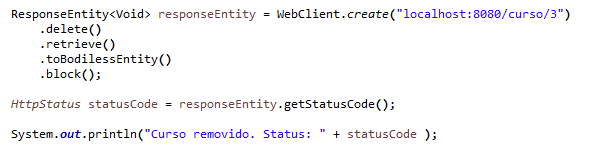 ResponseEntity<Void> responseEntity = WebClient.create("localhost:8080/curso/3")
    .delete()
    .retrieve()
    .toBodilessEntity()
    .block();

HttpStatus statusCode = responseEntity.getStatusCode();

System.out.println("Curso removido. Status: " + statusCode );